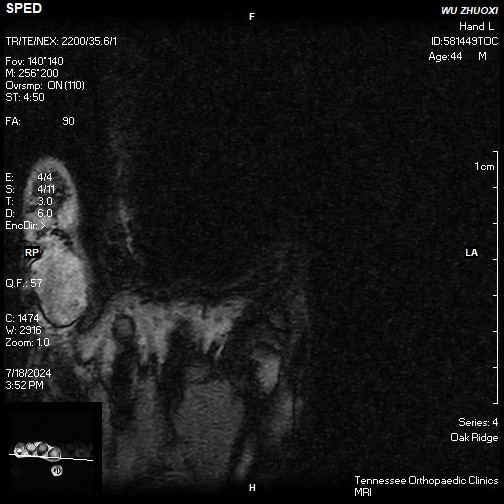 SPED
F
WU ZHUOXI
Hand L
TR/TE/NEX: 2200/35.6/1
ID:581449TOC
Age:44 M
Fov: 140*140
M: 256*200
Ovrsmp: ON (110)
ST: 4:50
FA: 90
1cm
E: 4/4
S: 4/11
T: 3.0
D: 6.0
EncDir: >
RP
LA
Q.F.: 57
C: 1474
W: 2916
Zoom: 1.0
7/18/2024
3:52 PM
Series: 4
Oak Ridge
Tennessee Orthopaedic Clinics
MRI
H